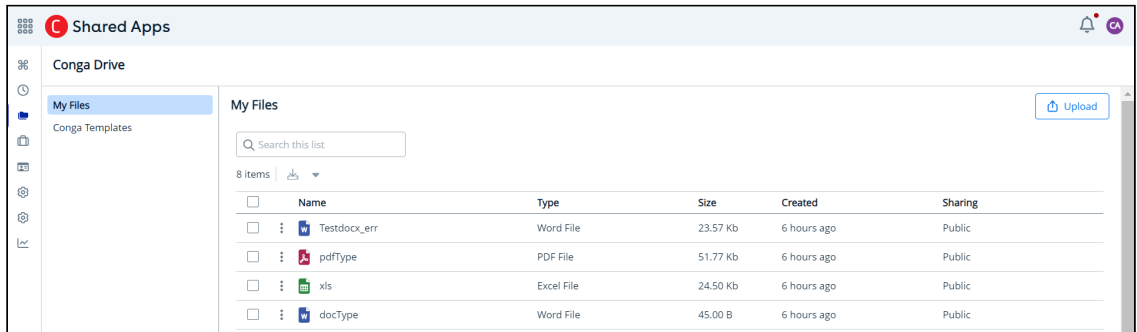 C Shared Apps
CA
Conga Drive
My Files
Conga Templates
My Files
Upload
Search this list
8 items
Name Type Size Created Sharing
W Testdocx_err Word File 23.57 Kb 6 hours ago Public
pdfType PDF File 51.77 Kb 6 hours ago Public
xls Excel File 24.50 Kb 6 hours ago Public
W docType Word File 45.00 B 6 hours ago Public